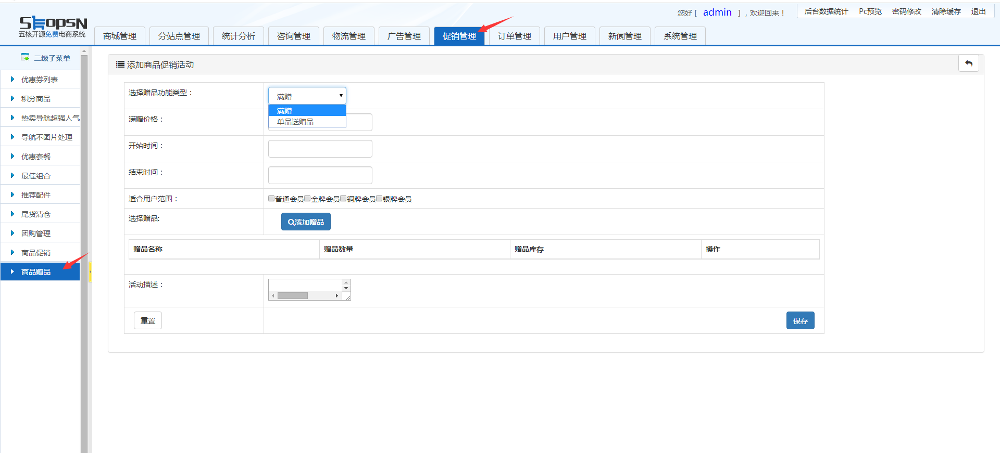 您好 [ admin ] ，欢迎回来！
后台数据统计 Pc预览 密码修改 清除缓存 退出
ShopsN
五核开源免费电商系统
商城管理 分站点管理 统计分析 咨询管理 物流管理 广告管理 促销管理 订单管理 用户管理 新闻管理 系统管理
二级子菜单
优惠券列表
积分商品
热卖导航超强人气
导航不图片处理
优惠套餐
最佳组合
推荐配件
尾货清仓
团购管理
商品促销
商品赠品
添加商品促销活动
选择赠品功能类型：
满赠
满赠
单品送赠品
满赠价格：
开始时间：
结束时间：
适合用户范围：
普通会员 金牌会员 铜牌会员 银牌会员
选择赠品:
添加赠品
赠品名称 赠品数量 赠品库存 操作
活动描述：
重置 保存